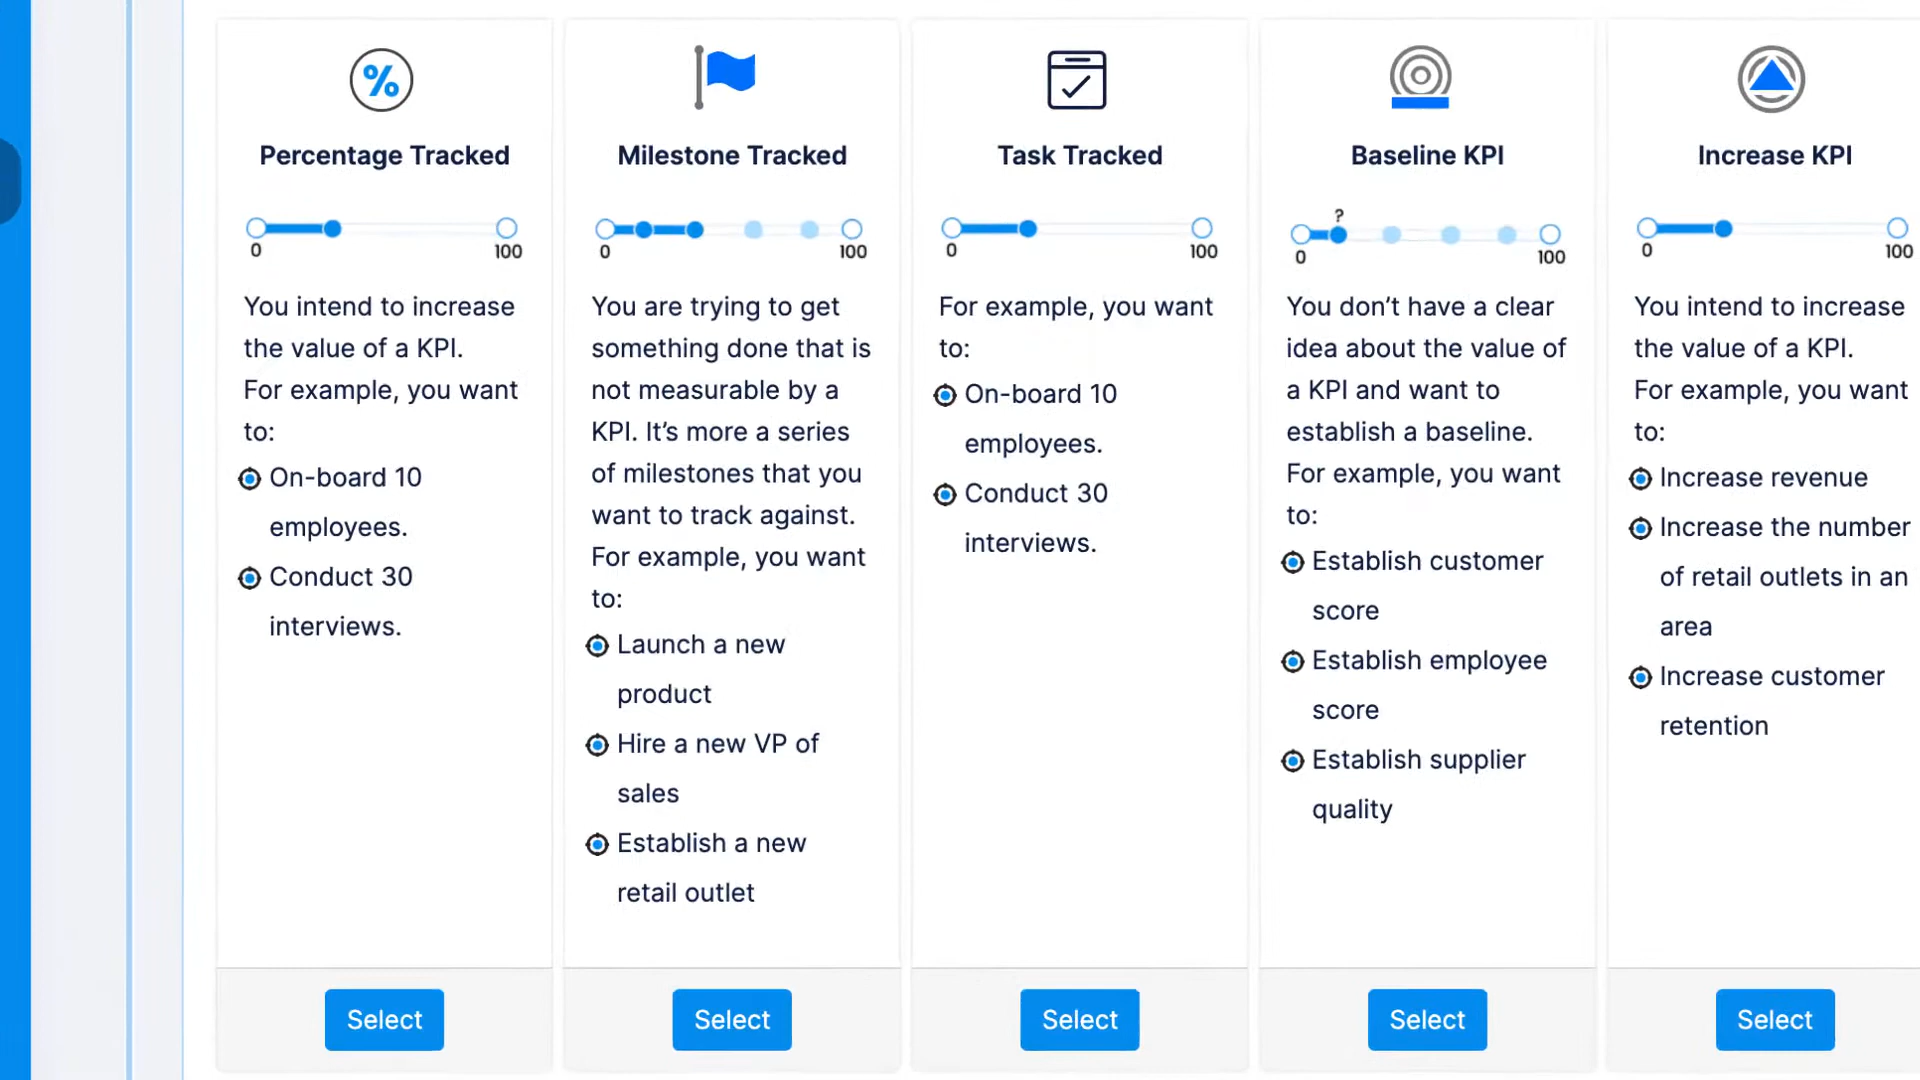 %
Percentage Tracked
0
100
You intend to increase
the value of a KPI.
For example, you want
to:
On-board 10
employees.
Conduct 30
interviews.
Select
Milestone Tracked
0
100
You are trying to get
something done that is
not measurable by a
KPI. It’s more a series
of milestones that you
want to track against.
For example, you want
to:
Launch a new
product
Hire a new VP of
sales
Establish a new
retail outlet
Select
Task Tracked
0
100
For example, you want
to:
On-board 10
employees.
Conduct 30
interviews.
Select
Baseline KPI
?
0
100
You don’t have a clear
idea about the value of
a KPI and want to
establish a baseline.
For example, you want
to:
Establish customer
score
Establish employee
score
Establish supplier
quality
Select
Increase KPI
0
100
You intend to increase
the value of a KPI.
For example, you want
to:
Increase revenue
Increase the number
of retail outlets in an
area
Increase customer
retention
Select